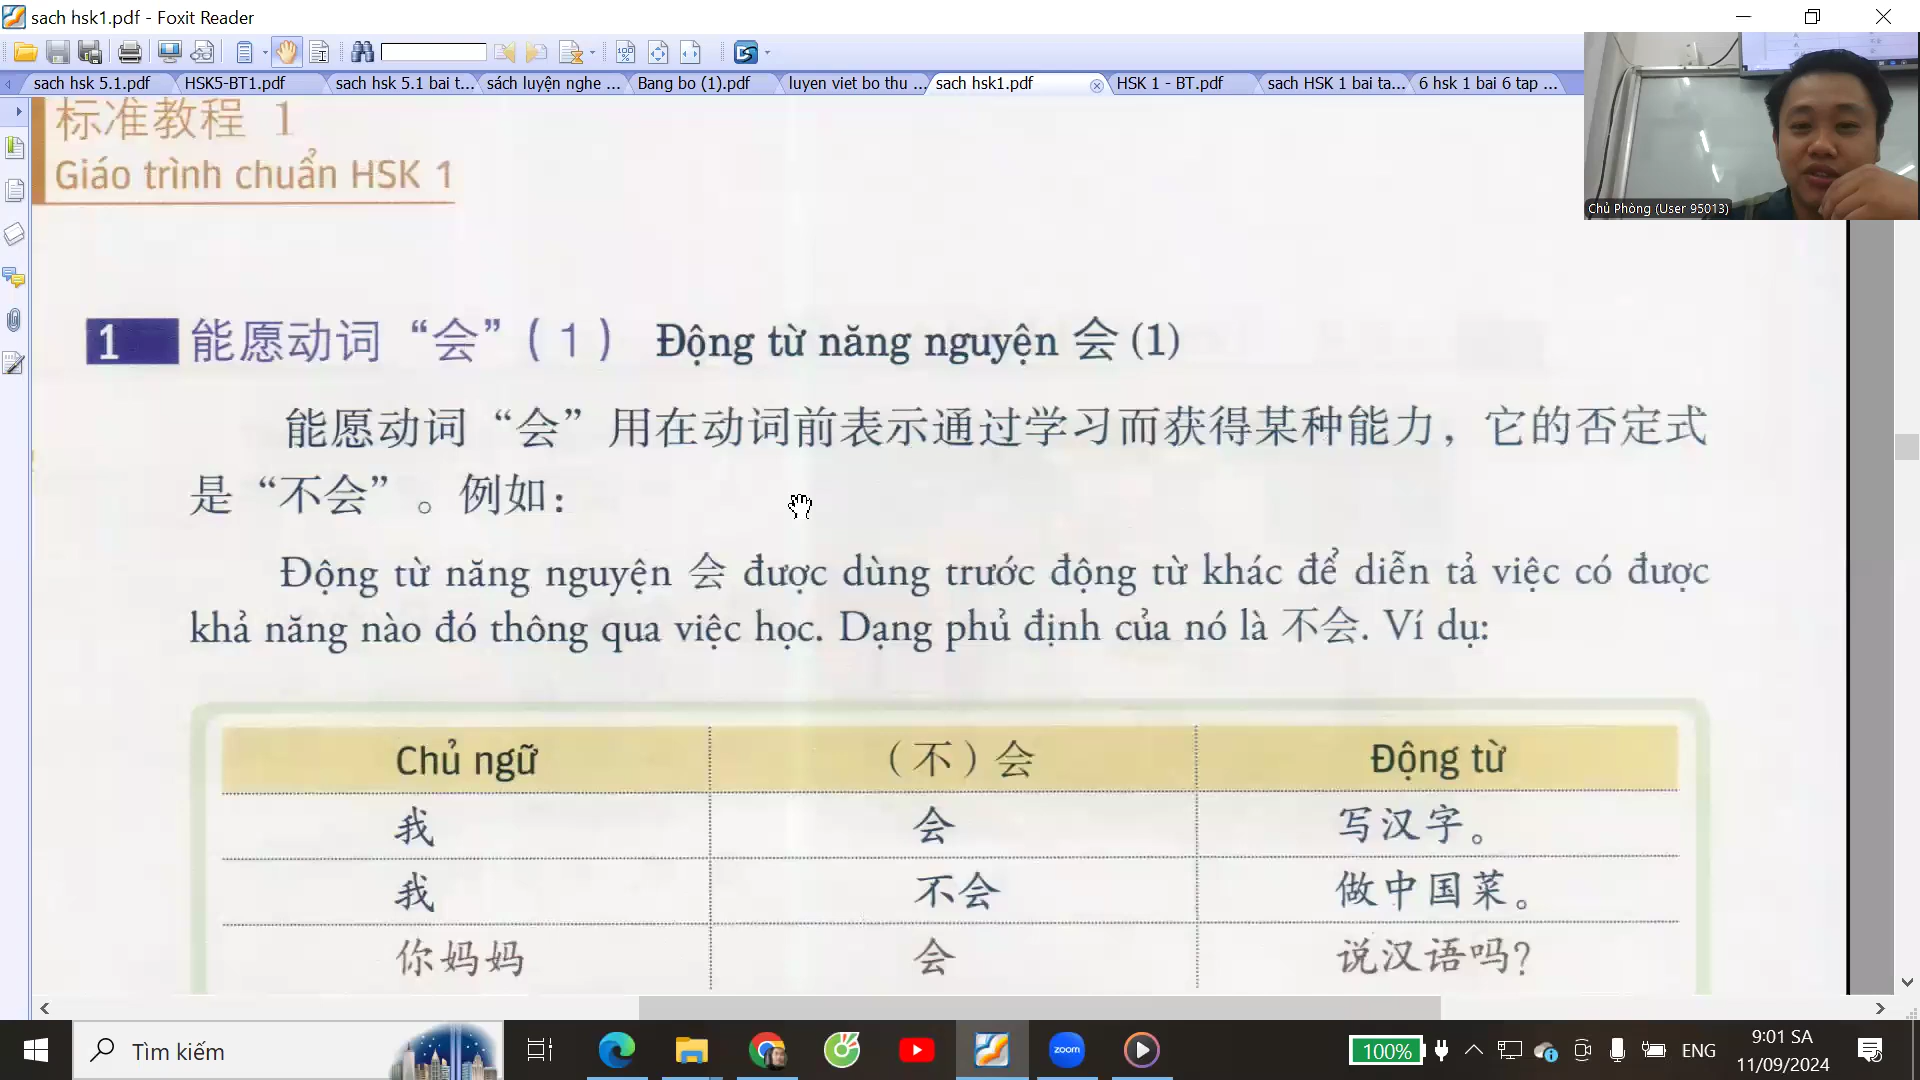 sach hsk1.pdf - Foxit Reader
sach hsk 5.1.pdf
HSK5-BT1.pdf
sach hsk 5.1 bai t...
sách luyện nghe ...
Bang bo (1).pdf
luyen viet bo thu ...
sach hsk1.pdf
HSK 1 - BT.pdf
sach HSK 1 bai ta...
6 hsk 1 bai 6 tap ...
Chủ Phòng (User 95013)
标准教程 1
Giáo trình chuẩn HSK 1
1 能愿动词 “会”（1） Động từ năng nguyện 会 (1)
能愿动词 “会” 用在动词前表示通过学习而获得某种能力，它的否定式
是 “不会” 。例如：
Động từ năng nguyện 会 được dùng trước động từ khác để diễn tả việc có được
khả năng nào đó thông qua việc học. Dạng phủ định của nó là 不会. Ví dụ:
Chủ ngữ （不）会 Động từ
我 会 写汉字。
我 不会 做中国菜。
你妈妈 会 说汉语吗？
Tìm kiếm
zoom
100%
ENG
9:01 SA
11/09/2024